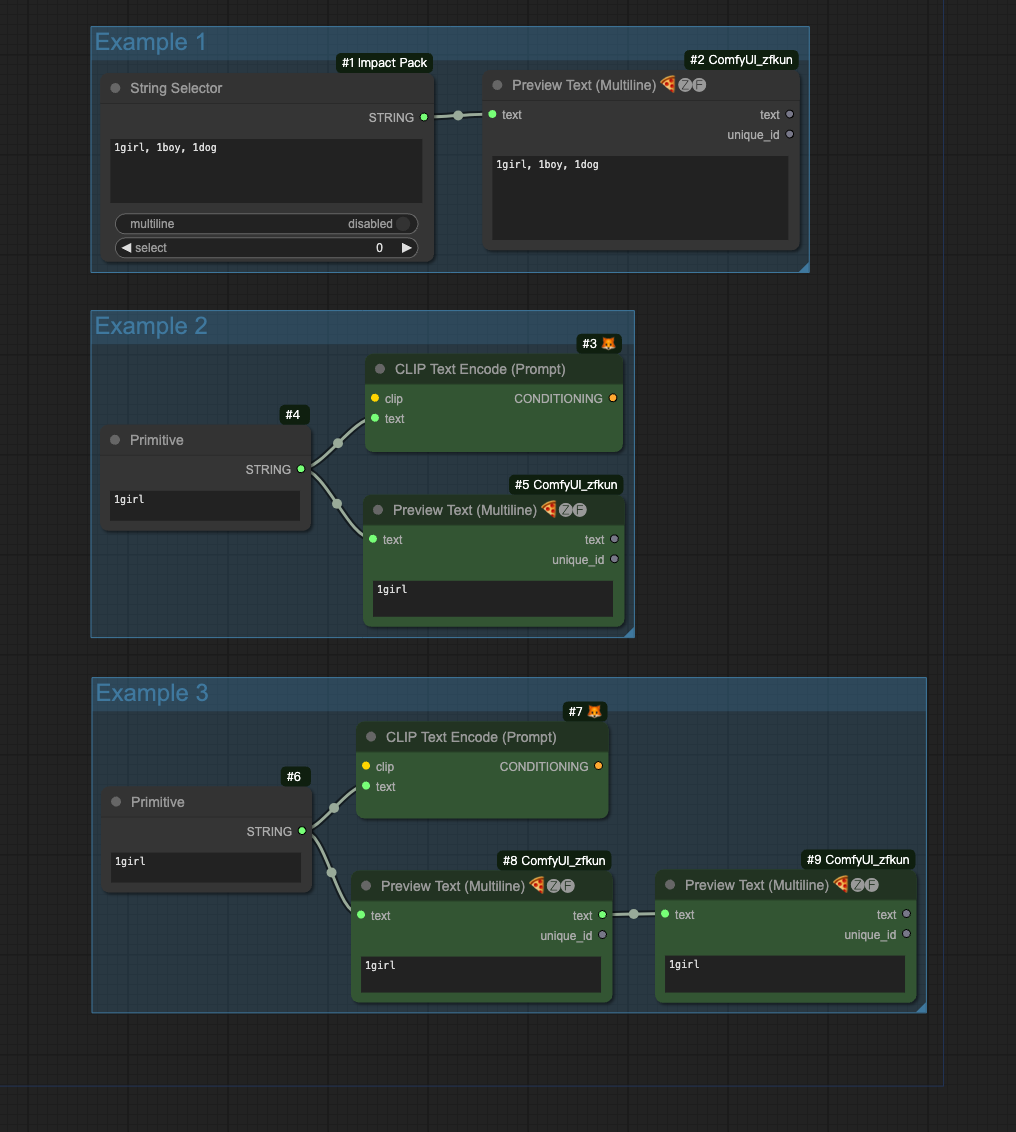 Example 1
#1 Impact Pack
#2 ComfyUI_zfkun
String Selector
Preview Text (Multiline) 🍕🅩🅕
STRING
text
text
unique_id
1girl, 1boy, 1dog
1girl, 1boy, 1dog
multiline disabled
select 0
Example 2
#3 🦊
CLIP Text Encode (Prompt)
clip
CONDITIONING
text
#4
Primitive
STRING
1girl
#5 ComfyUI_zfkun
Preview Text (Multiline) 🍕🅩🅕
text
text
unique_id
1girl
Example 3
#7 🦊
CLIP Text Encode (Prompt)
clip
CONDITIONING
text
#6
Primitive
STRING
1girl
#8 ComfyUI_zfkun
Preview Text (Multiline) 🍕🅩🅕
text
text
unique_id
1girl
#9 ComfyUI_zfkun
Preview Text (Multiline) 🍕🅩🅕
text
text
unique_id
1girl